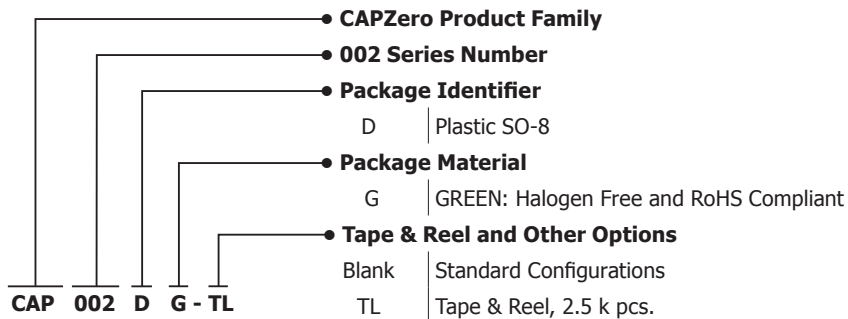 CAPZero Product Family
002 Series Number
Package Identifier
D Plastic SO-8
Package Material
G GREEN: Halogen Free and RoHS Compliant
Tape & Reel and Other Options
Blank Standard Configurations
TL Tape & Reel, 2.5 k pcs.
CAP 002 D G - TL